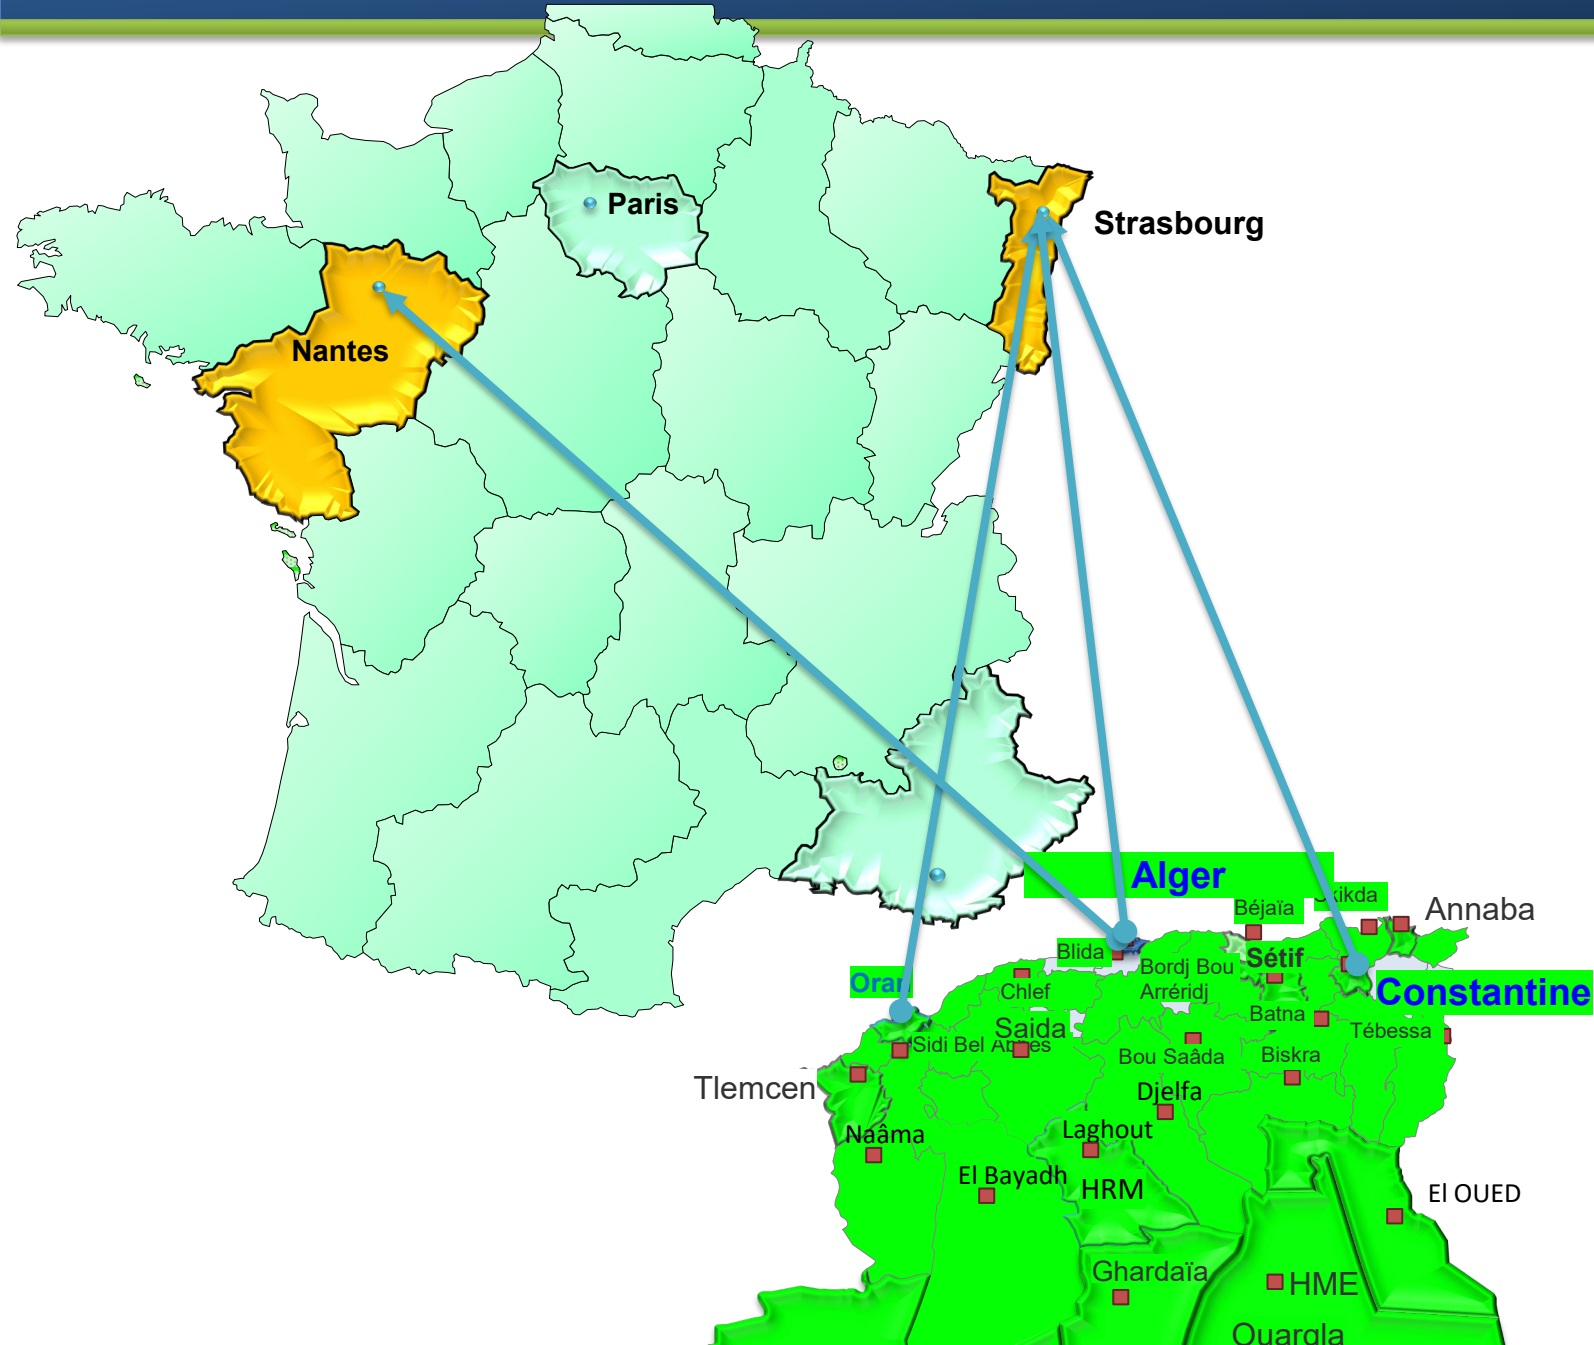 Paris
Strasbourg
Nantes
Alger
Skikda
Béjaïa
Annaba
Blida
Sétif
Bordj Bou
Arréridj
Oran
Chlef
Constantine
Batna
Saida
Tébessa
Sidi Bel Abbes
Bou Saâda
Biskra
Tlemcen
Djelfa
Naâma
Laghout
El Bayadh
HRM
El OUED
Ghardaïa
HME
Ouargla